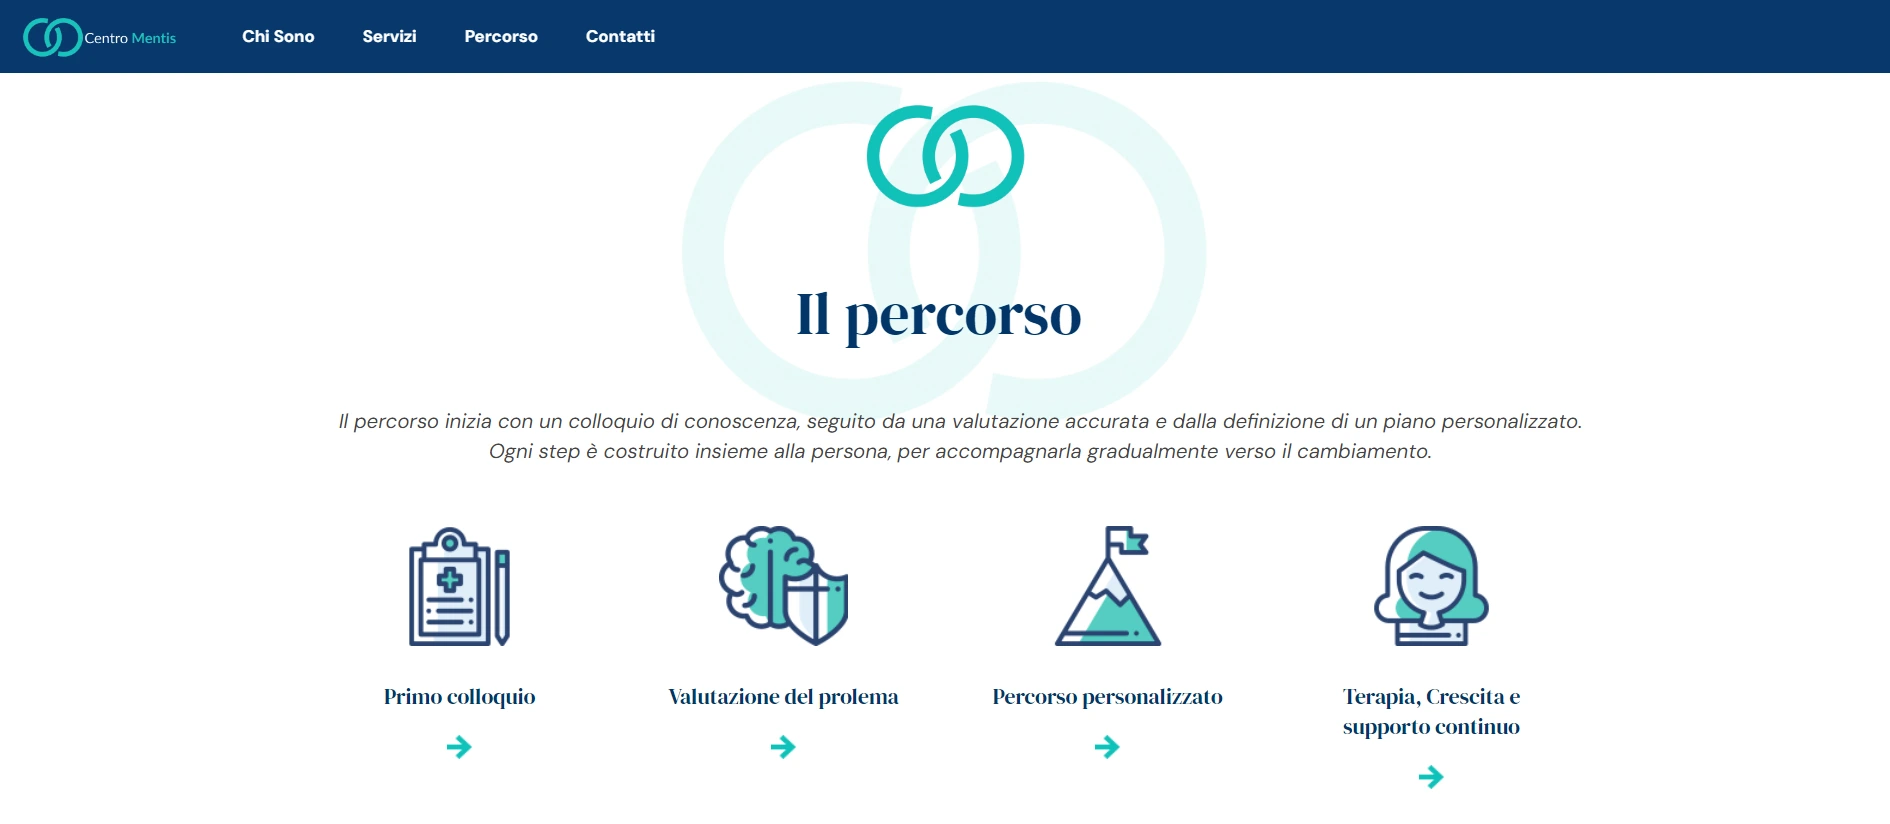 Centro Mentis
Chi Sono
Servizi
Percorso
Contatti
Il percorso
Il percorso inizia con un colloquio di conoscenza, seguito da una valutazione accurata e dalla definizione di un piano personalizzato.
Ogni step è costruito insieme alla persona, per accompagnarla gradualmente verso il cambiamento.
Primo colloquio
Valutazione del prolema
Percorso personalizzato
Terapia, Crescita e
supporto continuo